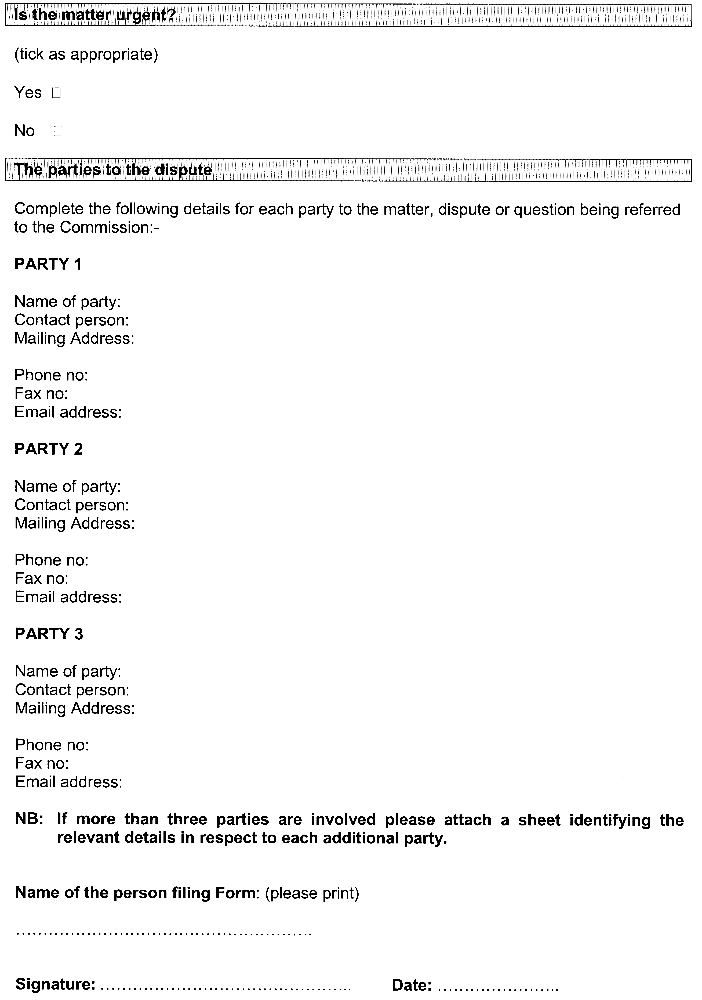 Is the matter urgent?
(tick as appropriate)
Yes □
No □
The parties to the dispute
Complete the following details for each party to the matter, dispute or question being referred
to the Commission:-
PARTY 1
Name of party:
Contact person:
Mailing Address:
Phone no:
Fax no:
Email address:
PARTY 2
Name of party:
Contact person:
Mailing Address:
Phone no:
Fax no:
Email address:
PARTY 3
Name of party:
Contact person:
Mailing Address:
Phone no:
Fax no:
Email address:
NB: If more than three parties are involved please attach a sheet identifying the
relevant details in respect to each additional party.
Name of the person filing Form: (please print)
.......................................................
Signature: ............................................... Date: .......................